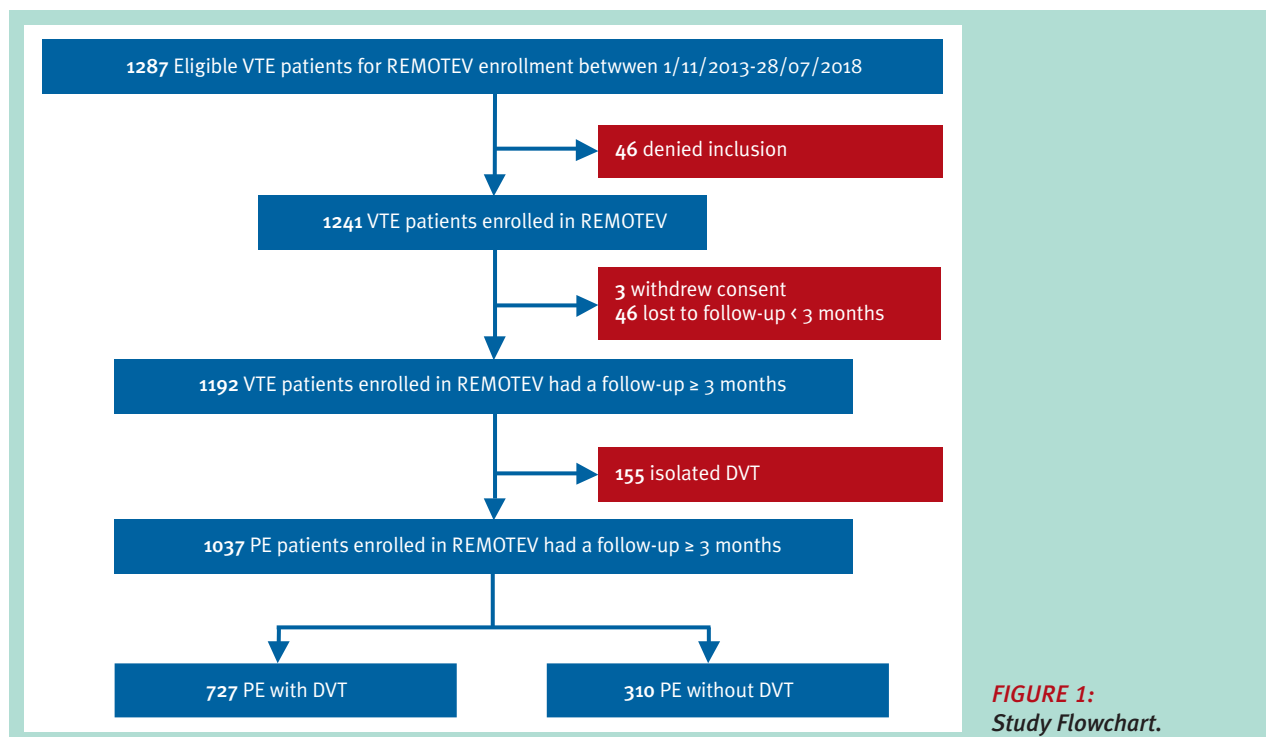 1287 Eligible VTE patients for REMOTEV enrollment betwwen 1/11/2013-28/07/2018
46 denied inclusion
1241 VTE patients enrolled in REMOTEV
3 withdrew consent
46 lost to follow-up < 3 months
1192 VTE patients enrolled in REMOTEV had a follow-up ≥ 3 months
155 isolated DVT
1037 PE patients enrolled in REMOTEV had a follow-up ≥ 3 months
727 PE with DVT
310 PE without DVT
FIGURE 1:
Study Flowchart.